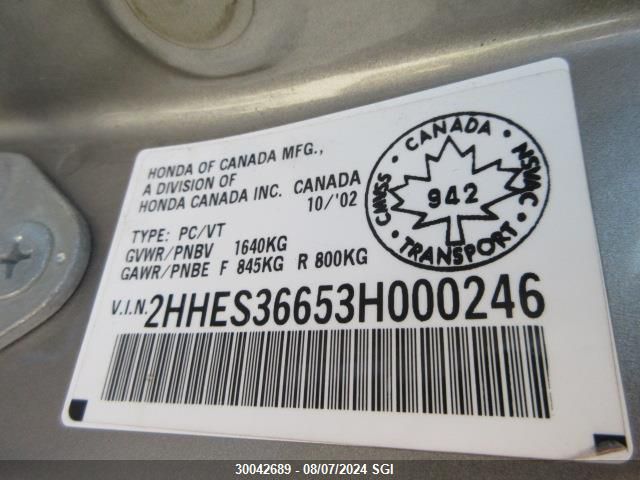 HONDA OF CANADA MFG.,
A DIVISION OF
HONDA CANADA INC. CANADA
10/'02
TYPE: PC/VT
GVWR/PNBV 1640KG
GAWR/PNBE F 845KG R 800KG
V.I.N. 2HHES36653H000246
• CANADA •
CMVSS
942
NSVAC
TRANSPORT
30042689 - 08/07/2024 SGI